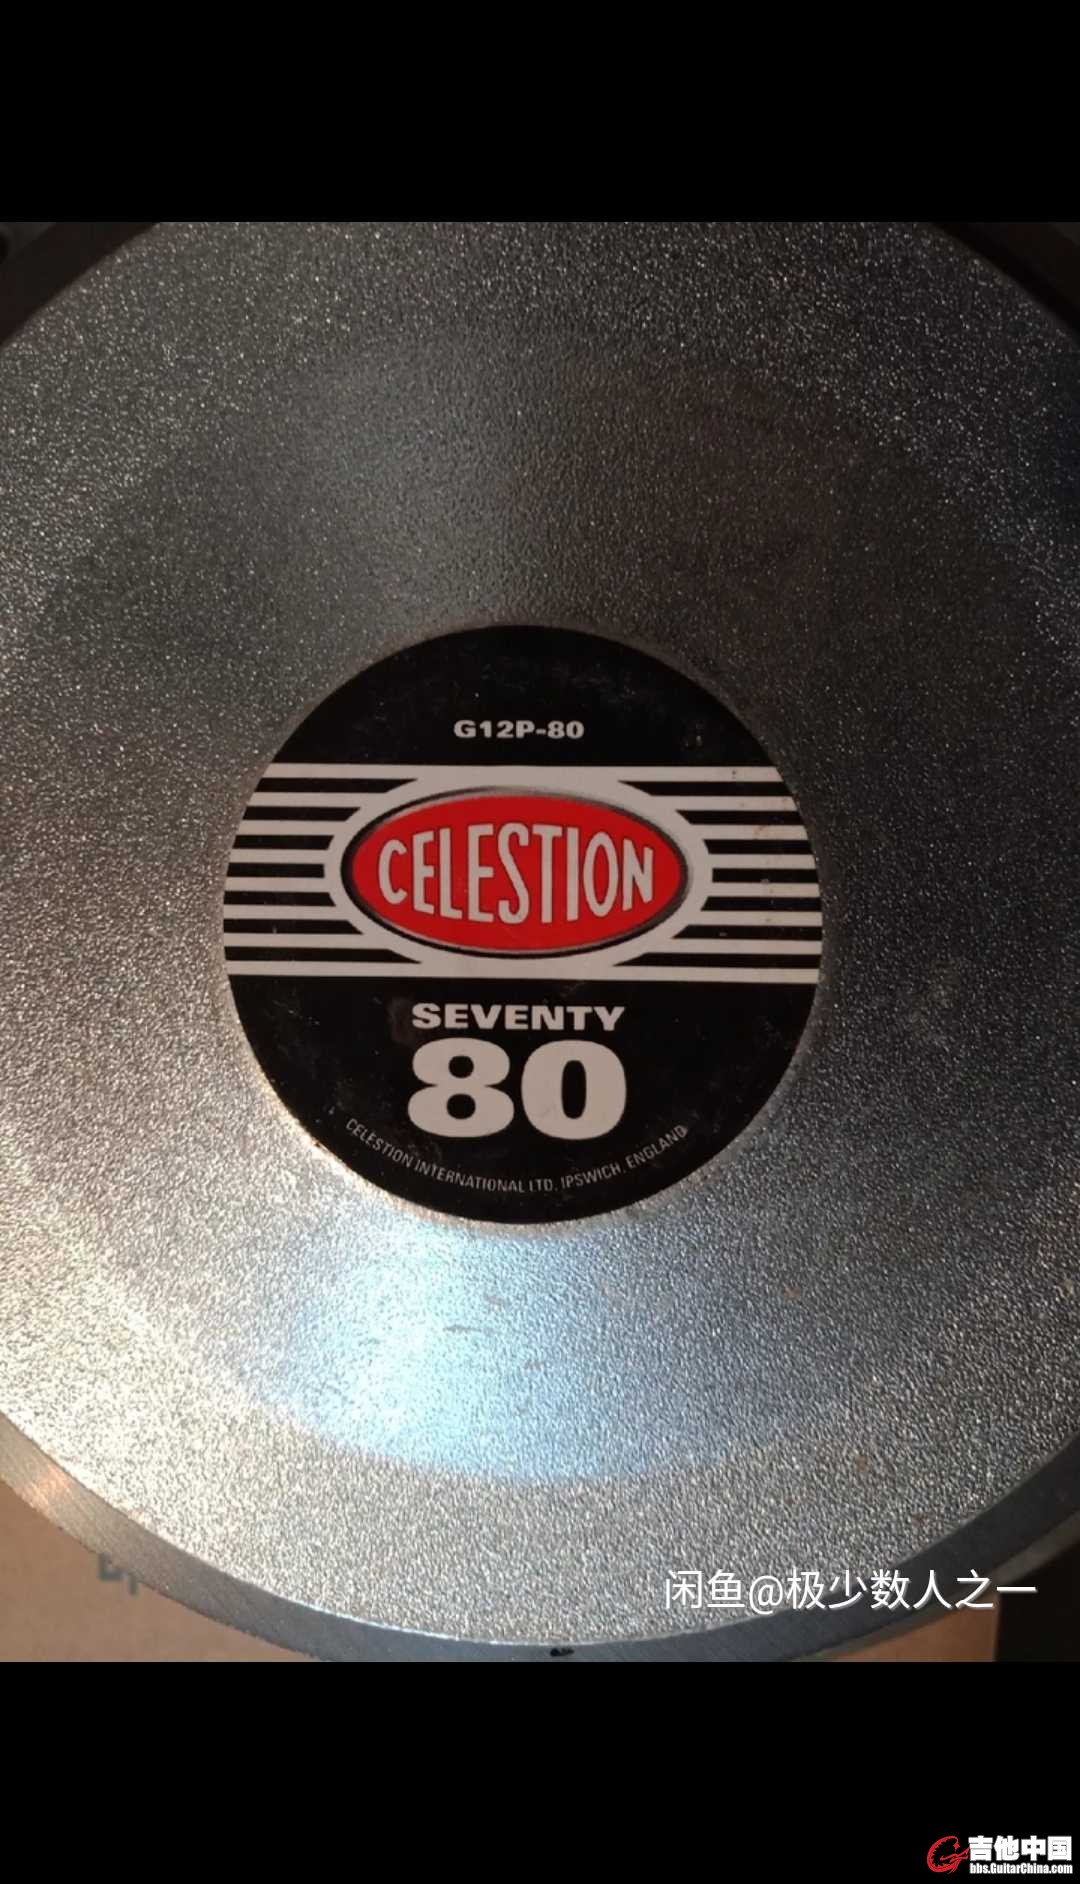 G12P-80
CELESTION
SEVENTY
80
CELESTION INTERNATIONAL LTD. IPSWICH, ENGLAND
闲鱼@极少数人之一
吉他中国
bbs.GuitarChina.com